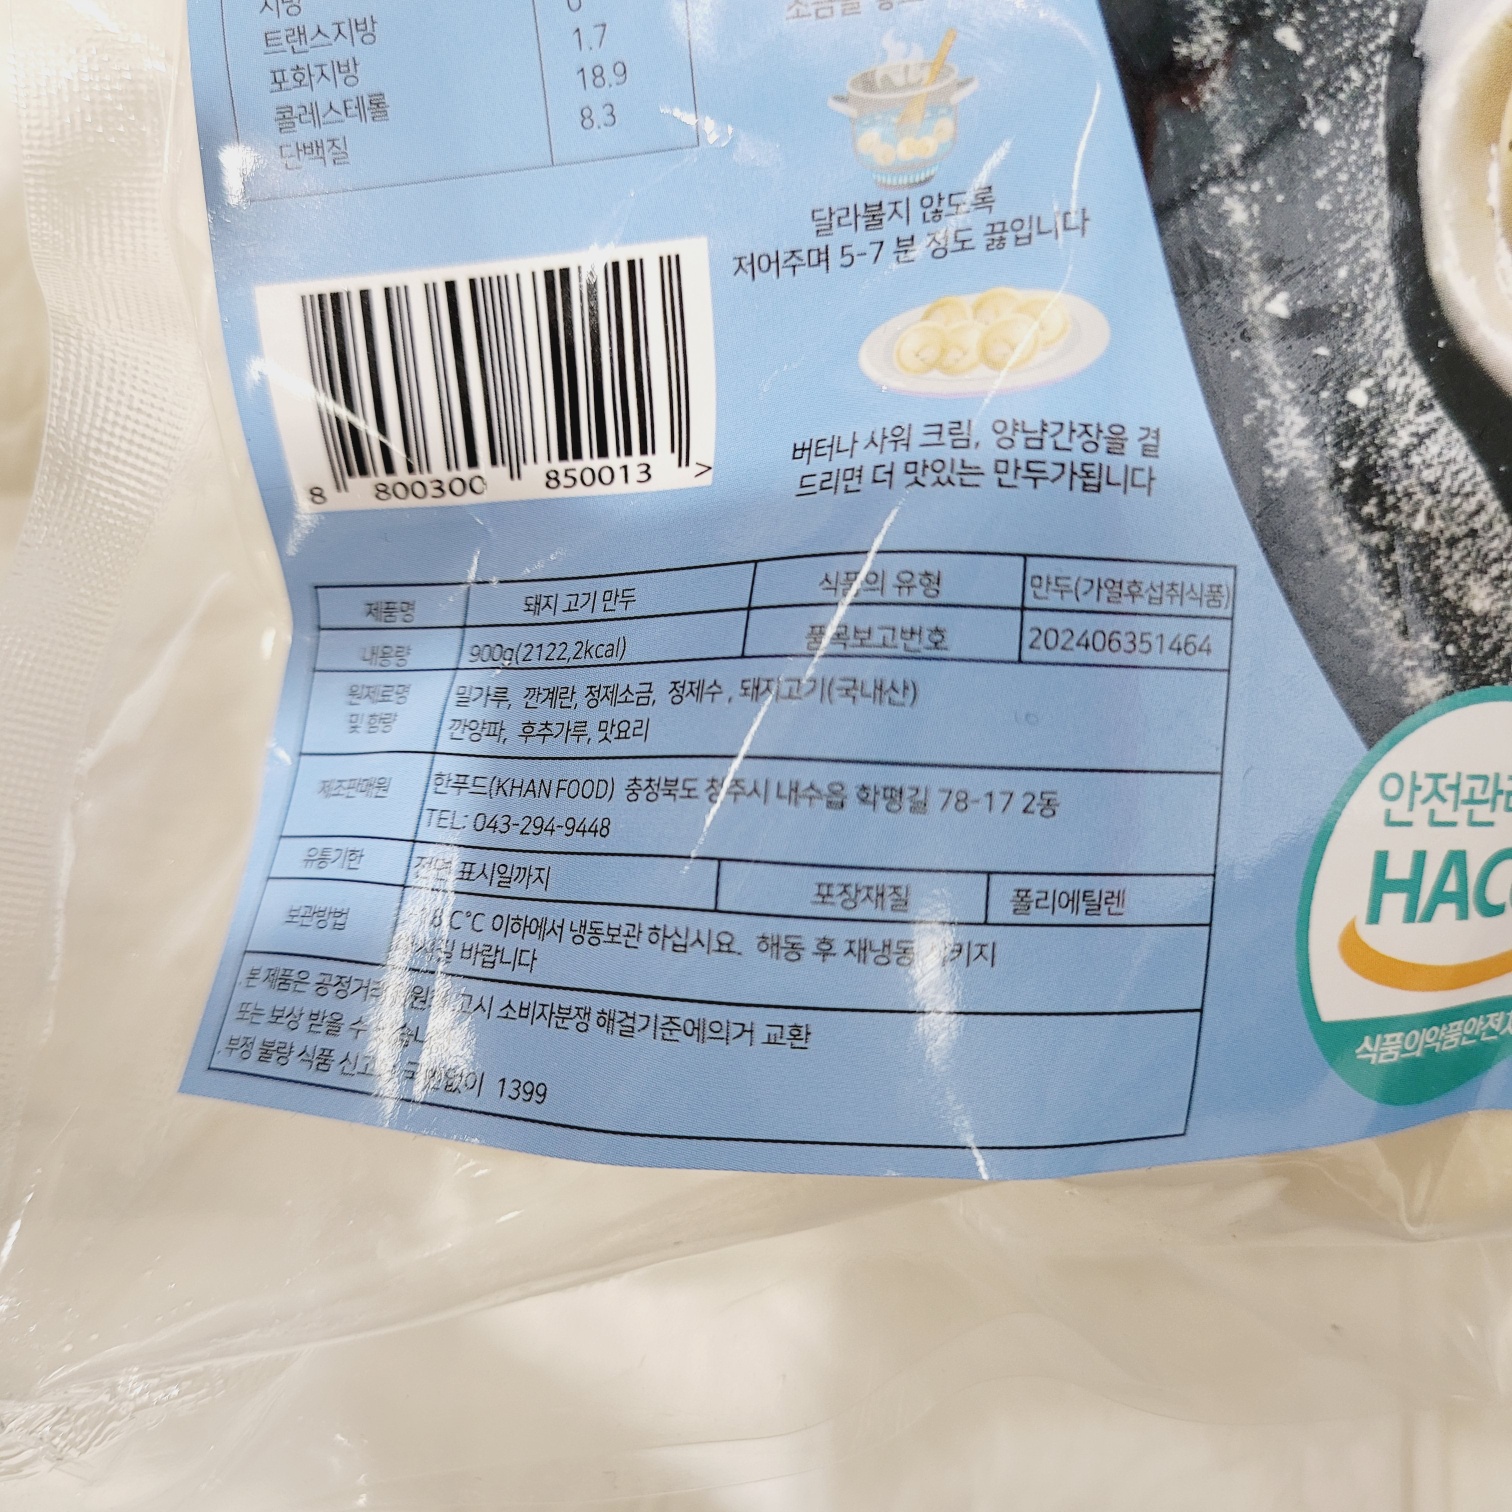 트랜스지방
포화지방 1.7
콜레스테롤 18.9
단백질 8.3
달라붙지 않도록
저어주며 5-7 분 정도 끓입니다
버터나 사워 크림, 양념간장을 곁
드리면 더 맛있는 만두가됩니다
8 800300 850013 >
제품명 돼지 고기 만두 식품의 유형 만두(가열후섭취식품)
내용량 900g(2122,2kcal) 품목보고번호 202406351464
원제료명 밀가루, 깐계란, 정제소금, 정제수, 돼지고기(국내산)
및 함량 깐양파, 후추가루, 맛요리
제조판매원 한푸드(KHAN FOOD) 충청북도 청주시 내수읍 학평길 78-17 2동
TEL: 043-294-9448
유통기한 전면 표시일까지 포장재질 폴리에틸렌
보관방법 C°C 이하에서 냉동보관 하십시요. 해동 후 재냉동
바랍니다
본 제품은 고시 소비자분쟁 해결기준에의거 교환
또는 보상 받을 수
부정 불량 식품 1399
안전관
HAC
식품의약품안전